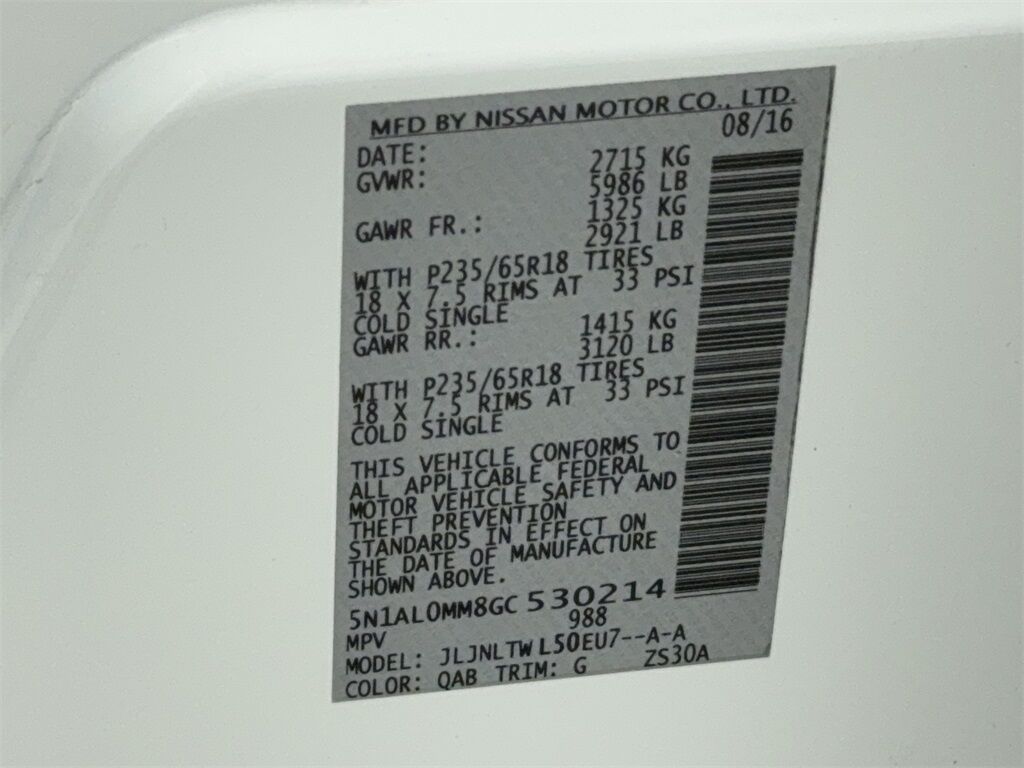 MFD BY NISSAN MOTOR CO., LTD.
DATE: 08/16
GVWR: 2715 KG
5986 LB
GAWR FR.: 1325 KG
2921 LB
WITH P235/65R18 TIRES
18 X 7.5 RIMS AT 33 PSI
COLD SINGLE
GAWR RR.: 1415 KG
3120 LB
WITH P235/65R18 TIRES
18 X 7.5 RIMS AT 33 PSI
COLD SINGLE
THIS VEHICLE CONFORMS TO
ALL APPLICABLE FEDERAL
MOTOR VEHICLE SAFETY AND
THEFT PREVENTION
STANDARDS IN EFFECT ON
THE DATE OF MANUFACTURE
SHOWN ABOVE.
5N1AL0MM8GC 530214
MPV 988
MODEL: JLJNLTWL50EU7--A-A
COLOR: QAB TRIM: G ZS30A